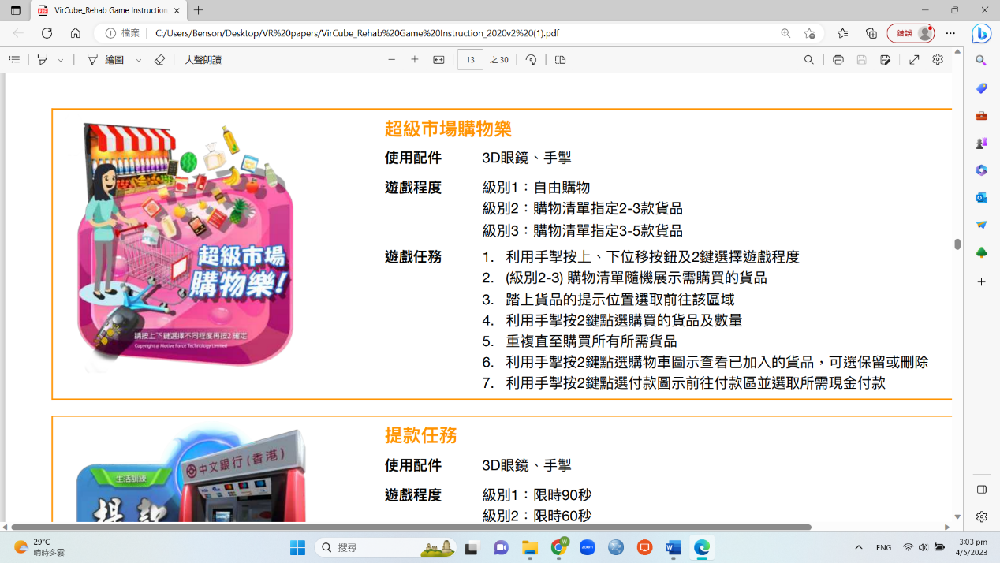 VirCube_Rehab Game Instruction
檔案
C:/Users/Benson/Desktop/VR%20papers/VirCube_Rehab%20Game%20Instruction_2020v2%20(1).pdf
錯誤
繪圖
大聲朗讀
13
之 30
超級市場購物樂
使用配件 3D眼鏡、手掣
遊戲程度 級別1：自由購物
級別2：購物清單指定2-3款貨品
級別3：購物清單指定3-5款貨品
遊戲任務 1. 利用手掣按上、下位移按鈕及2鍵選擇遊戲程度
2. (級別2-3) 購物清單隨機展示需購買的貨品
3. 踏上貨品的提示位置選取前往該區域
4. 利用手掣按2鍵點選購買的貨品及數量
5. 重複直至購買所有所需貨品
6. 利用手掣按2鍵點選購物車圖示查看已加入的貨品，可選保留或刪除
7. 利用手掣按2鍵點選付款圖示前往付款區並選取所需現金付款
超級市場
購物樂!
請按上下鍵選擇不同程度再按2 確定
Copyright @ Motive Force Technology Limited
提款任務
使用配件 3D眼鏡、手掣
遊戲程度 級別1：限時90秒
級別2：限時60秒
中文銀行(香港)
生活訓練
提款
29°C
晴時多雲
搜尋
zoom
W
ENG
3:03 pm
4/5/2023